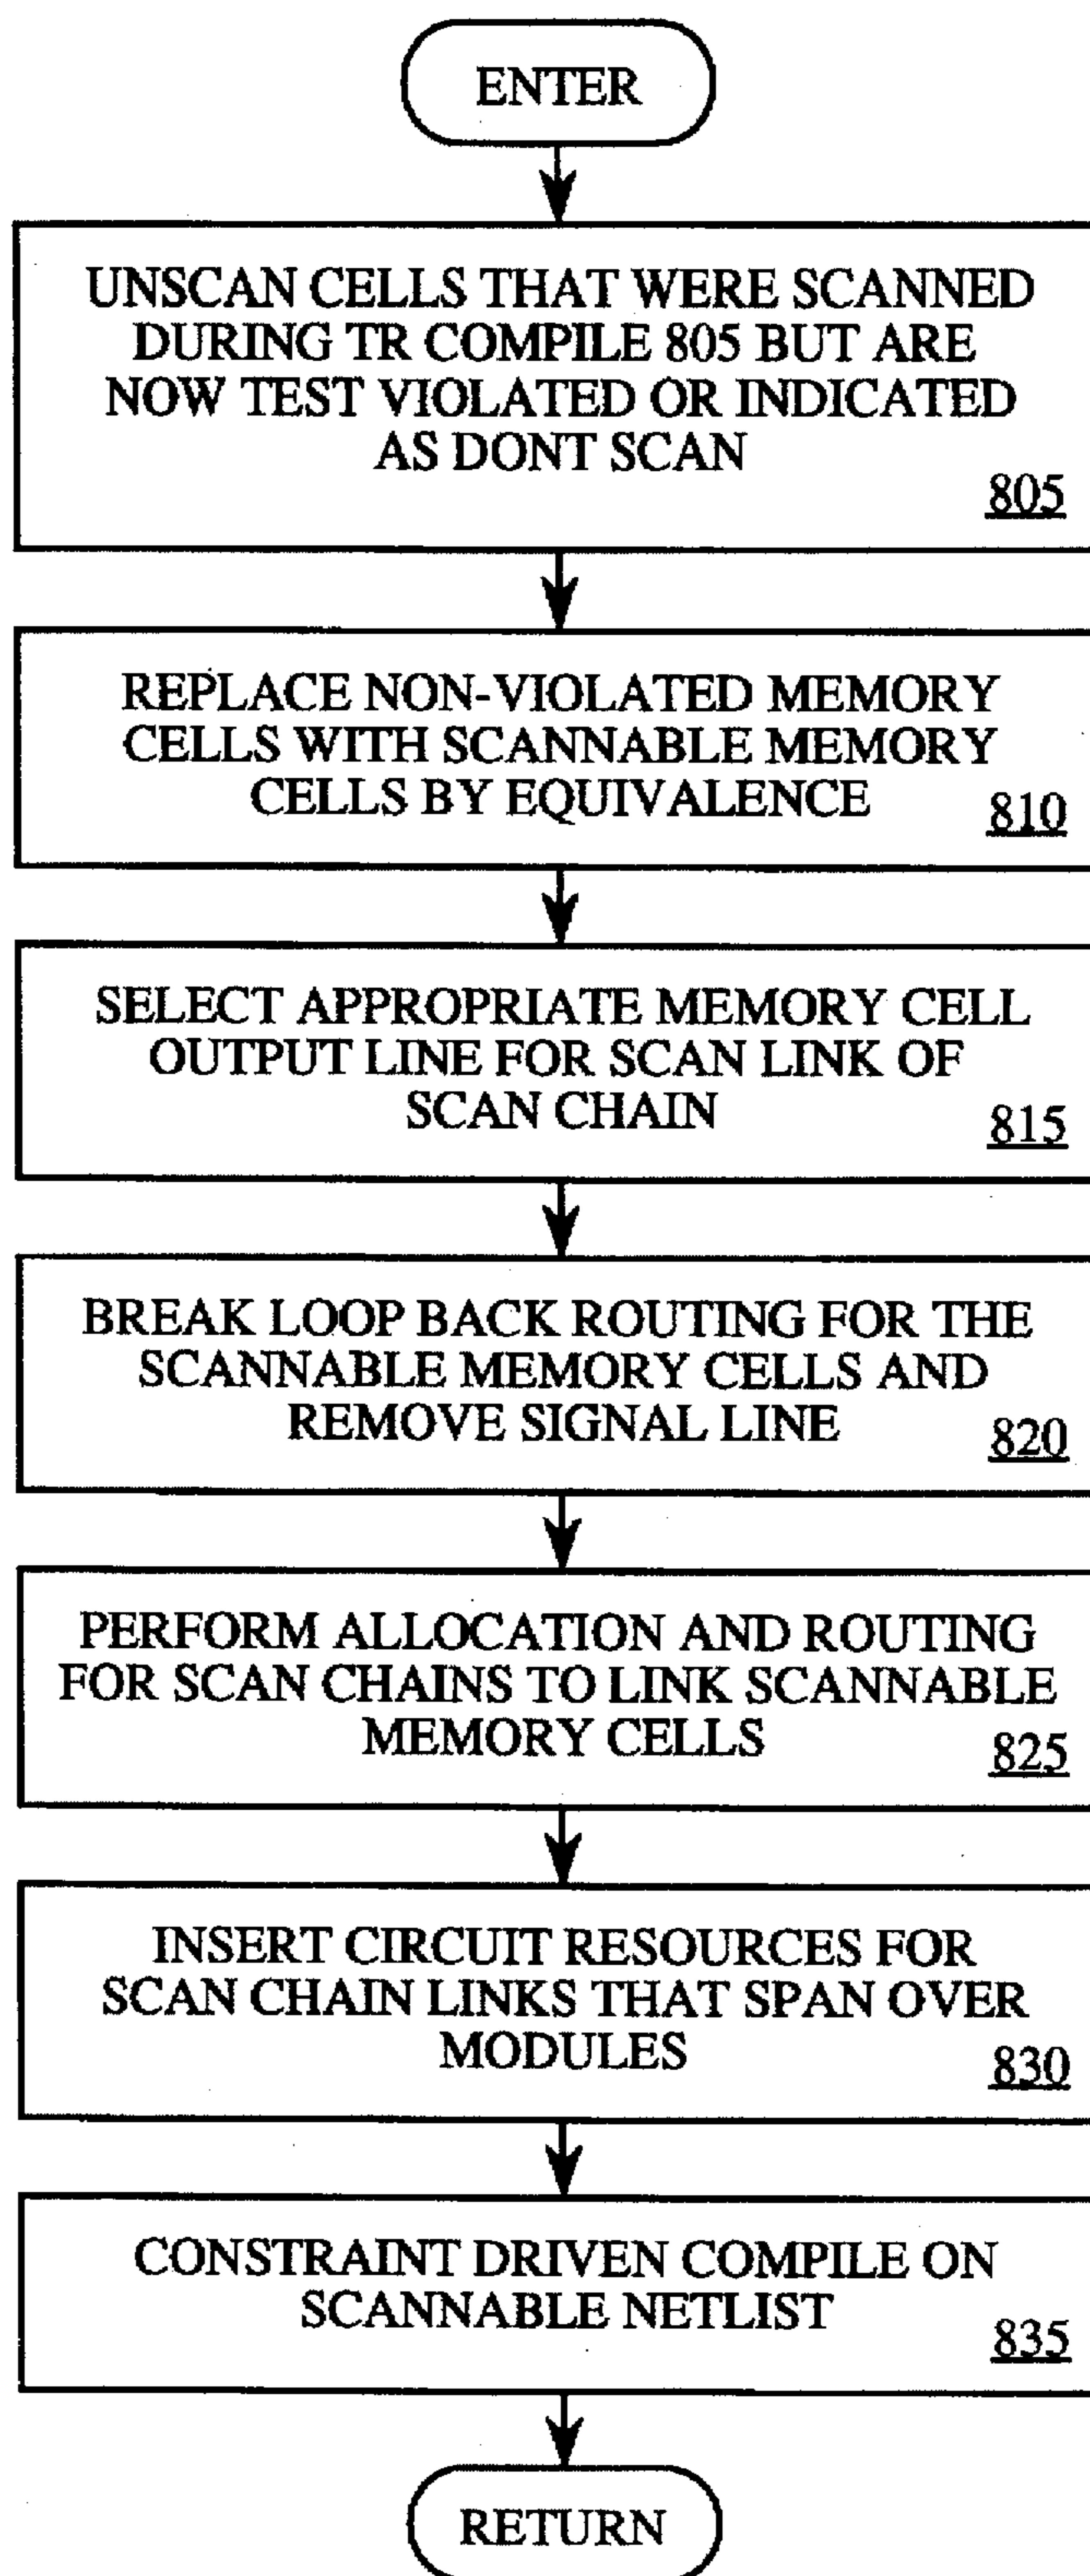 ENTER
UNSCAN CELLS THAT WERE SCANNED
DURING TR COMPILE 805 BUT ARE
NOW TEST VIOLATED OR INDICATED
AS DONT SCAN
805
REPLACE NON-VIOLATED MEMORY
CELLS WITH SCANNABLE MEMORY
CELLS BY EQUIVALENCE
810
SELECT APPROPRIATE MEMORY CELL
OUTPUT LINE FOR SCAN LINK OF
SCAN CHAIN
815
BREAK LOOP BACK ROUTING FOR THE
SCANNABLE MEMORY CELLS AND
REMOVE SIGNAL LINE
820
PERFORM ALLOCATION AND ROUTING
FOR SCAN CHAINS TO LINK SCANNABLE
MEMORY CELLS
825
INSERT CIRCUIT RESOURCES FOR
SCAN CHAIN LINKS THAT SPAN OVER
MODULES
830
CONSTRAINT DRIVEN COMPILE ON
SCANNABLE NETLIST
835
RETURN